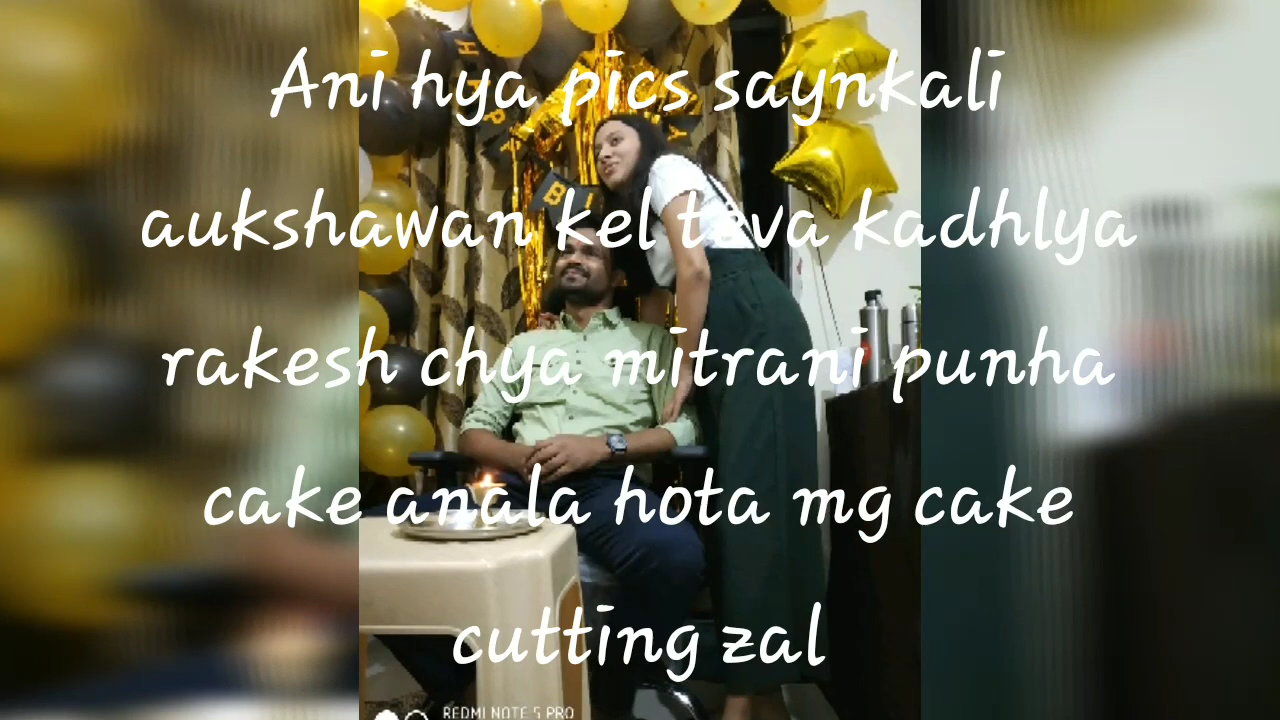 Ani hya pics saynkali
aukshawan kel teva kadhlya
rakesh chya mitrani punha
cake anala hota mg cake
cutting zal
REDMI NOTE 5 PRO